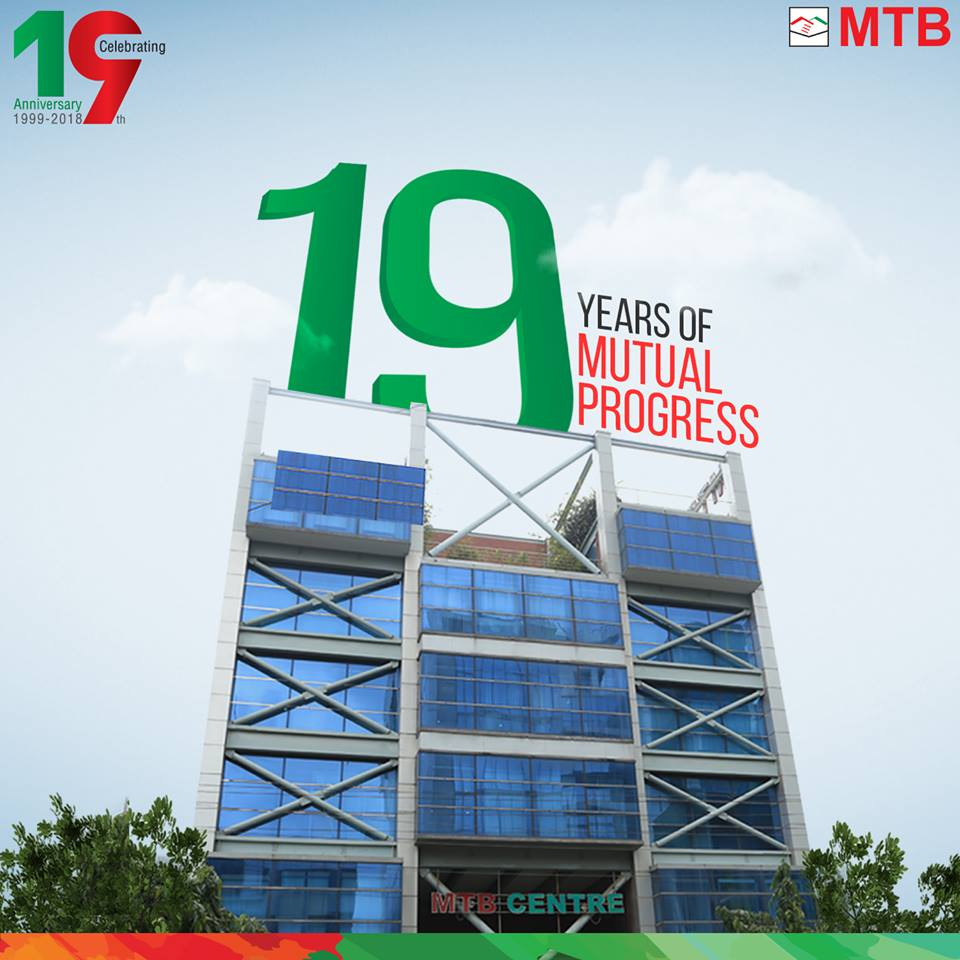 19
Celebrating
Anniversary
1999-2018 th
MTB
19
YEARS OF
MUTUAL
PROGRESS
MTB CENTRE